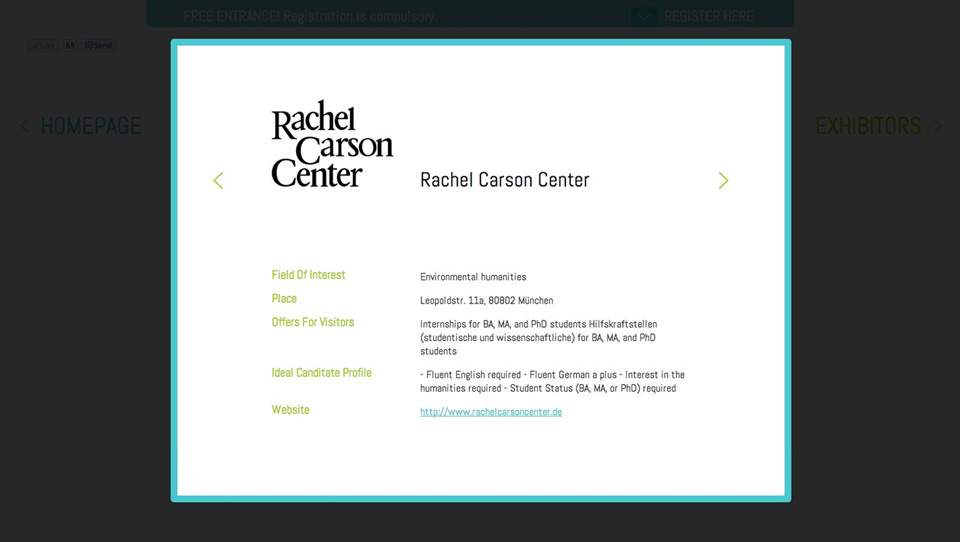 FREE ENTRANCE! Registration is compulsory.
REGISTER HERE
Send
HOMEPAGE
EXHIBITORS
Rachel
Carson
Center
Rachel Carson Center
Field Of Interest
Environmental humanities
Place
Leopoldstr. 11a, 80802 München
Offers For Visitors
Internships for BA, MA, and PhD students Hilfskraftstellen
(studentische und wissenschaftliche) for BA, MA, and PhD
students
Ideal Canditate Profile
- Fluent English required - Fluent German a plus - Interest in the
humanities required - Student Status (BA, MA, or PhD) required
Website
http://www.rachelcarsoncenter.de